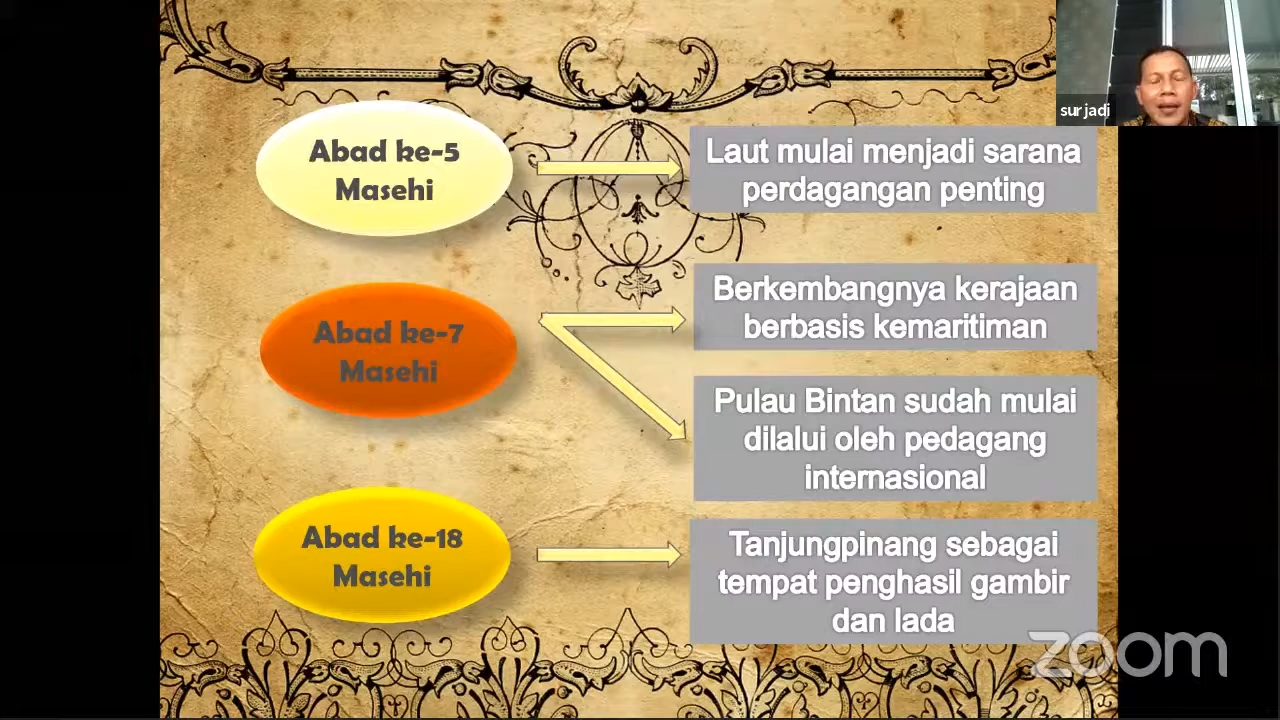 surjadi
Abad ke-5
Masehi
Laut mulai menjadi sarana
perdagangan penting
Abad ke-7
Masehi
Berkembangnya kerajaan
berbasis kemaritiman
Pulau Bintan sudah mulai
dilalui oleh pedagang
internasional
Abad ke-18
Masehi
Tanjungpinang sebagai
tempat penghasil gambir
dan lada
zoom